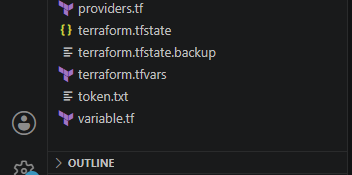 providers.tf
terraform.tfstate
terraform.tfstate.backup
terraform.tfvars
token.txt
variable.tf
OUTLINE